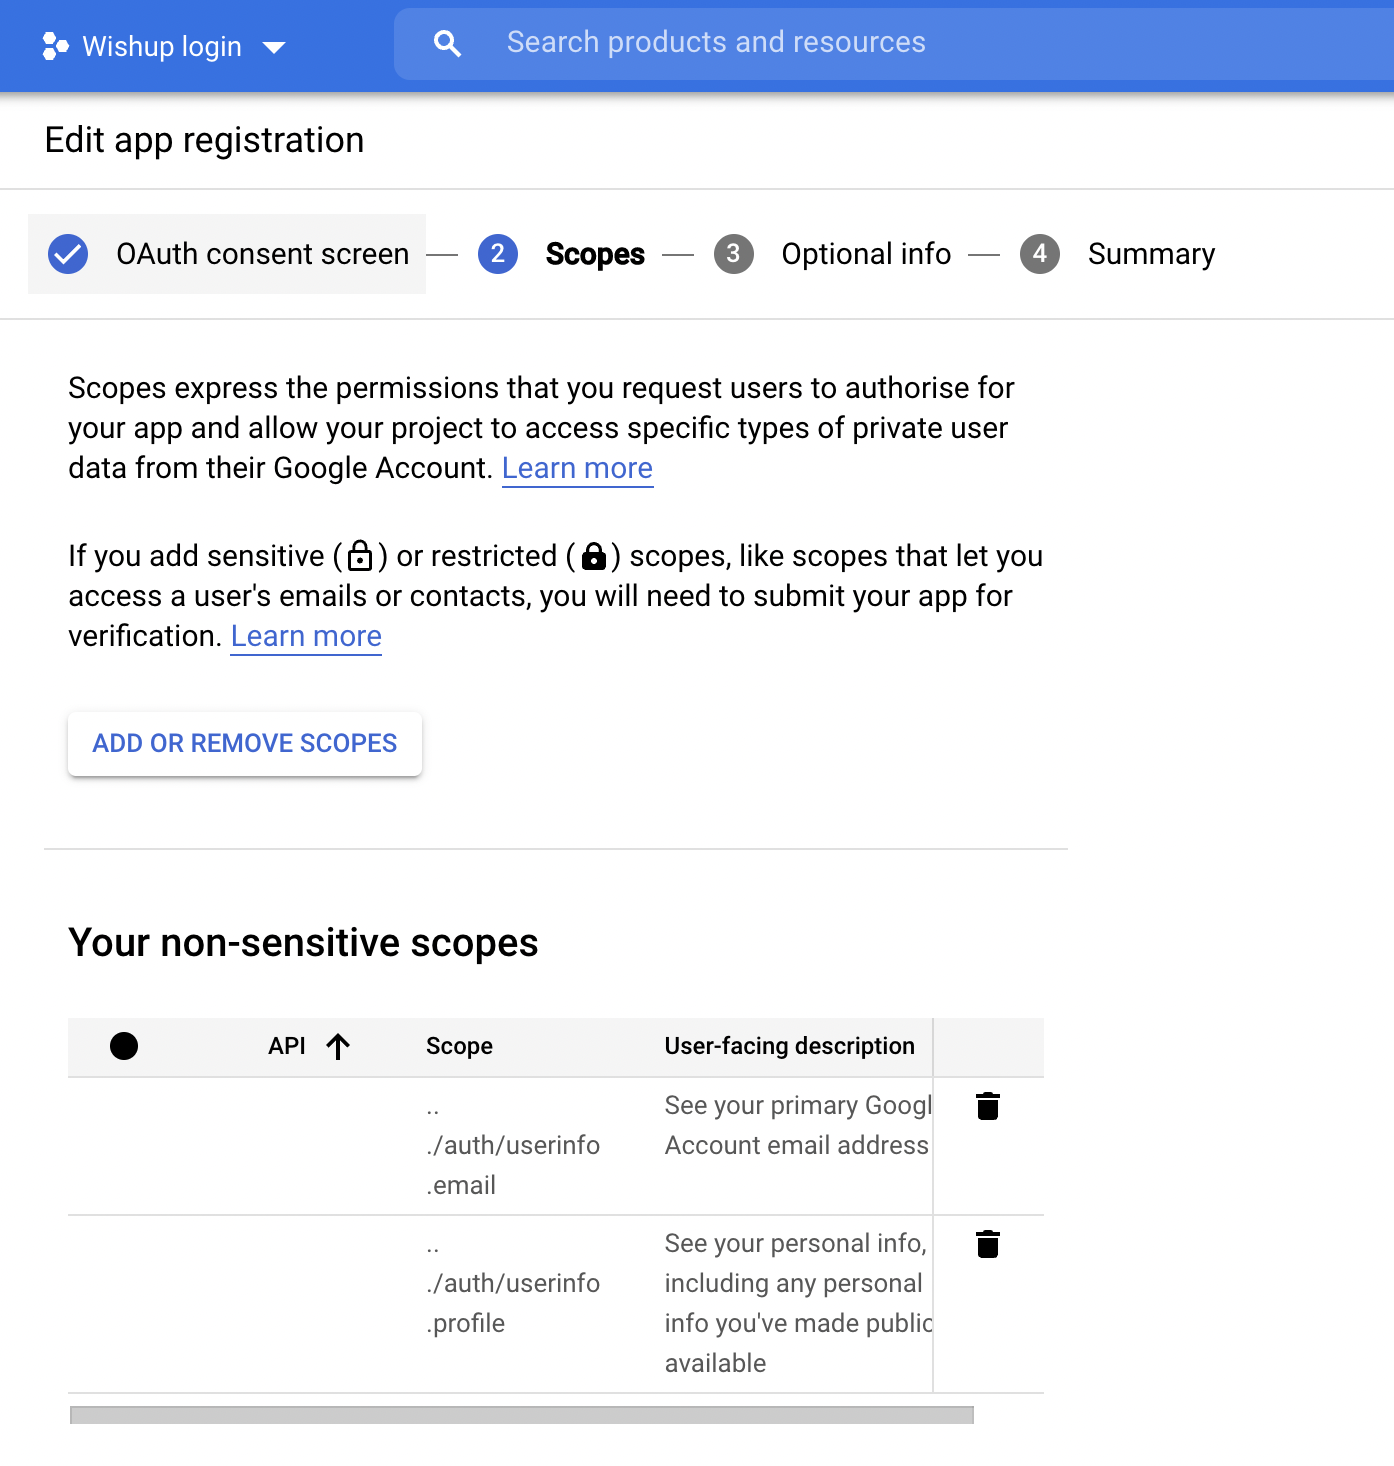 Wishup login
Search products and resources
Edit app registration
OAuth consent screen
2
Scopes
3
Optional info
4
Summary
Scopes express the permissions that you request users to authorise for
your app and allow your project to access specific types of private user
data from their Google Account. Learn more
If you add sensitive ( ) or restricted ( ) scopes, like scopes that let you
access a user's emails or contacts, you will need to submit your app for
verification. Learn more
ADD OR REMOVE SCOPES
Your non-sensitive scopes
API
Scope
User-facing description
..
./auth/userinfo
.email
See your primary Googl
Account email address
..
./auth/userinfo
.profile
See your personal info,
including any personal
info you've made public
available